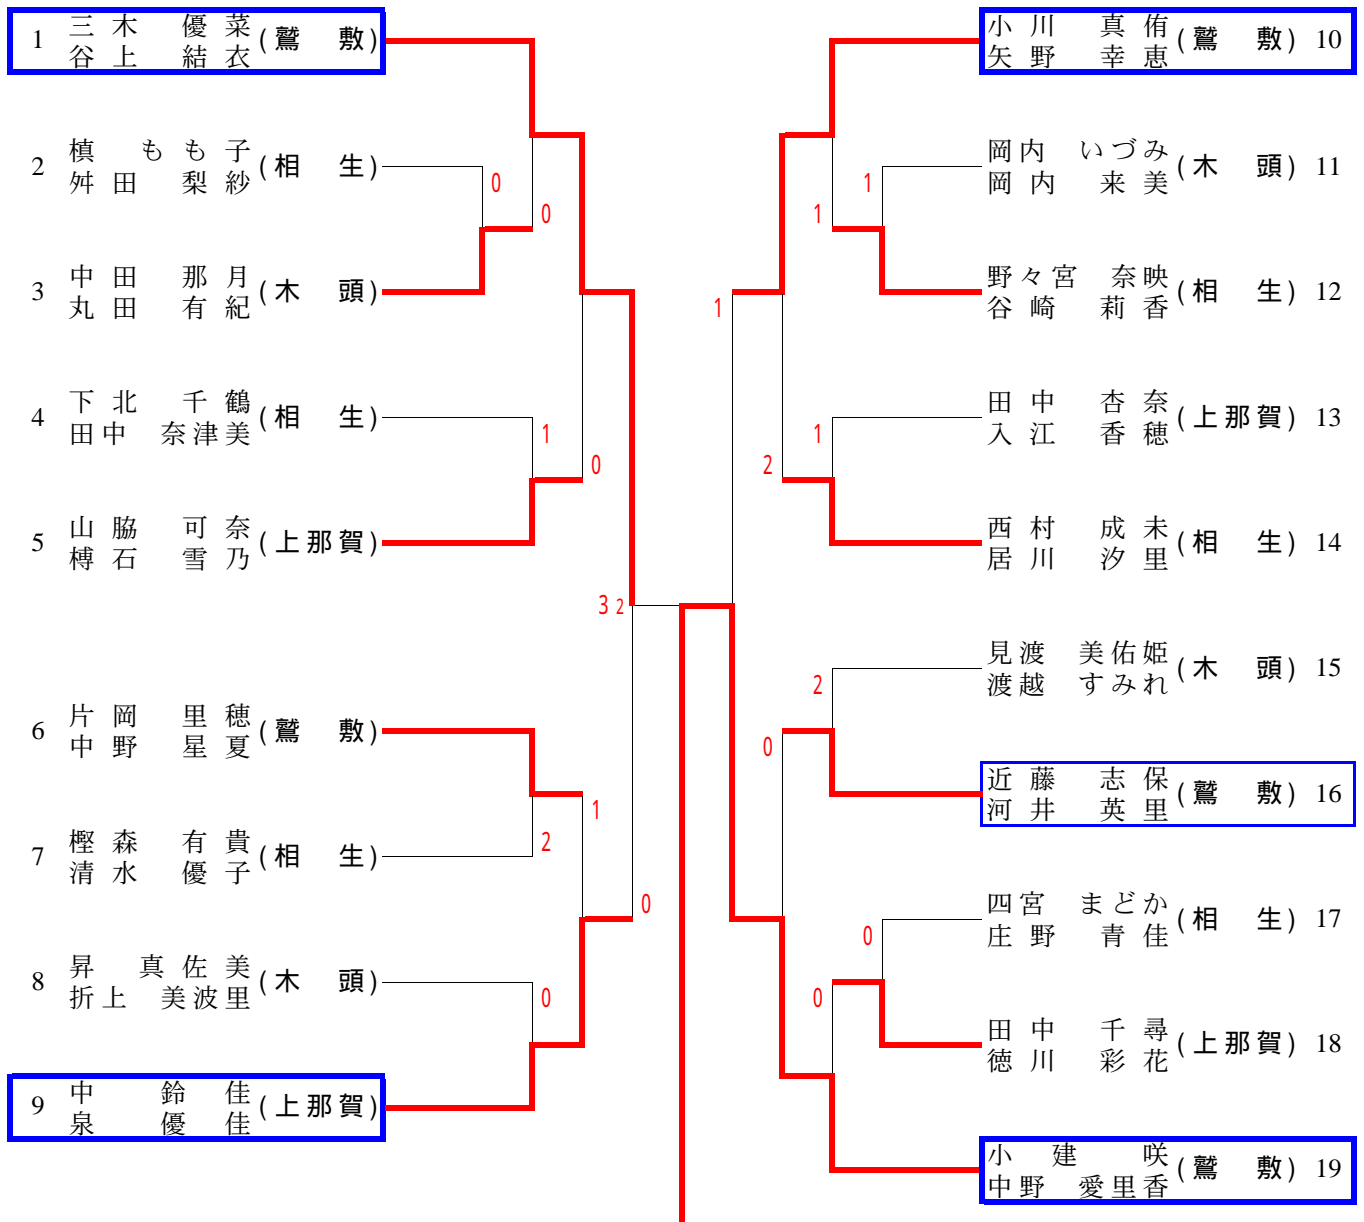 1 三木 優菜 (鷲 敷)
谷上 結衣
2 槙 もも子 (相 生)
舛田 梨紗
0
0
3 中田 那月 (木 頭)
丸田 有紀
4 下北 千鶴 (相 生)
田中 奈津美
1
0
5 山脇 可奈 (上那賀)
榑石 雪乃
3 2
6 片岡 里穂 (鷲 敷)
中野 星夏
1
2
7 樫森 有貴 (相 生)
清水 優子
0
8 昇 真佐美 (木 頭)
折上 美波里
0
9 中 鈴佳 (上那賀)
泉 優佳
小川 真侑 (鷲 敷) 10
矢野 幸恵
岡内 いづみ (木 頭) 11
岡内 来美
1
1
野々宮 奈映 (相 生) 12
谷崎 莉香
1
田中 杏奈 (上那賀) 13
入江 香穂
1
2
西村 成未 (相 生) 14
居川 汐里
見渡 美佑姫 (木 頭) 15
渡越 すみれ
2
0
近藤 志保 (鷲 敷) 16
河井 英里
四宮 まどか (相 生) 17
庄野 青佳
0
0
田中 千尋 (上那賀) 18
徳川 彩花
小建 咲 (鷲 敷) 19
中野 愛里香